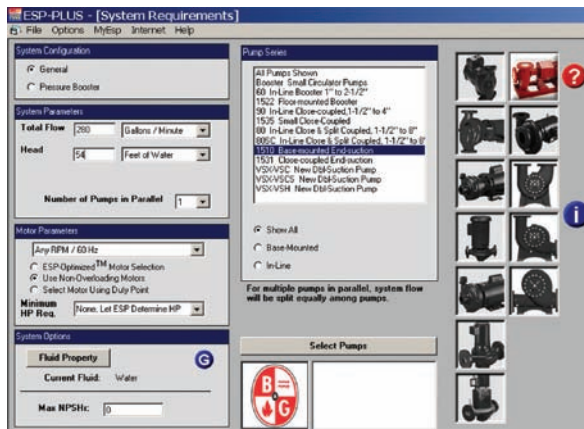 ESP-PLUS - [System Requirements]
File Options MyEsp Internet Help
System Configuration
General
Pressure Booster
System Parameters
Total Flow 280 Gallons / Minute
Head 54 Feet of Water
Number of Pumps in Parallel 1
Motor Parameters
Any RPM / 60 Hz
ESP-Optimized™ Motor Selection
Use Non-Overloading Motors
Select Motor Using Duty Point
Minimum
HP Req. None. Let ESP Determine HP
System Options
Fluid Property G
Current Fluid: Water
Max NPSHr: 0
Pump Series
All Pumps Shown
Booster Small Circulator Pumps
60 In-Line Booster 1'' to 2-1/2''
1522 Floor-mounted Booster
90 In-Line Close-coupled,1-1/2'' to 4''
1535 Small Close-Coupled
80 In-Line Close & Split Coupled, 1-1/2'' to 8''
80SC In-Line Close & Split Coupled, 1-1/2'' to 8'
1510 Base-mounted End-suction
1531 Close-coupled End-suction
VSX-VSC New Dbl-Suction Pump
VSX-VSCS New Dbl-Suction Pump
VSX-VSH New Dbl-Suction Pump
Show All
Base-Mounted
In-Line
For multiple pumps in parallel, system flow
will be split equally among pumps.
Select Pumps
B G
?
i